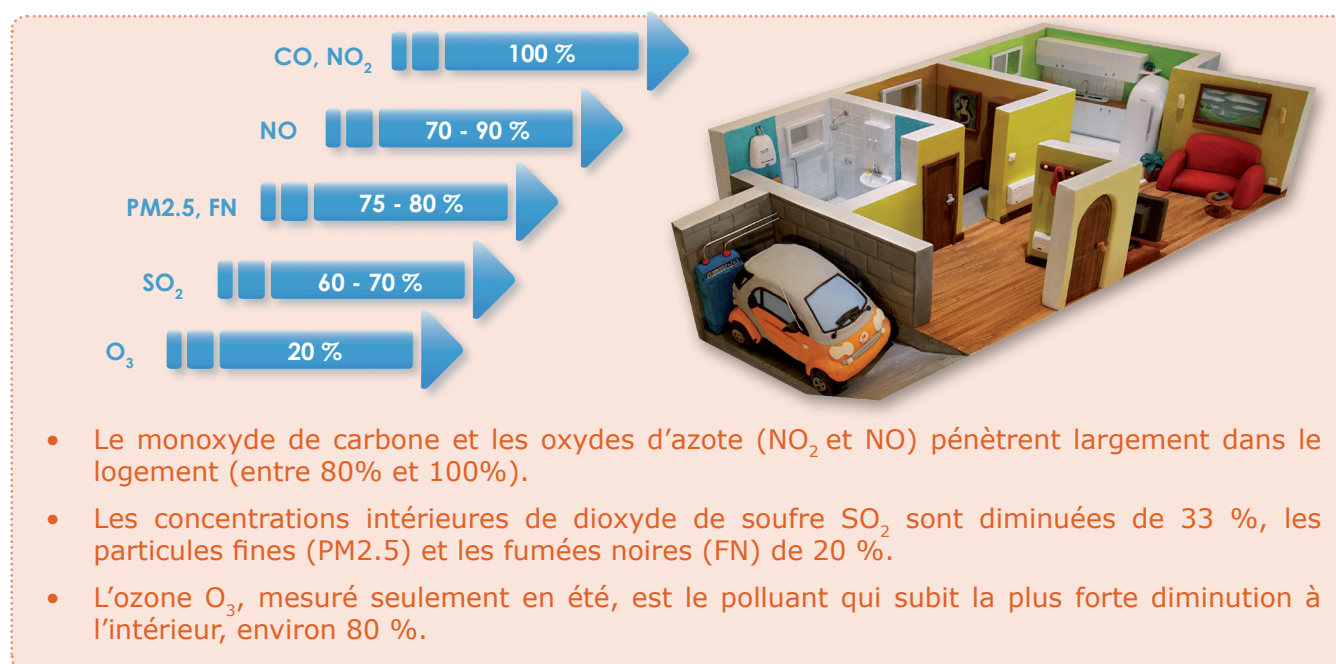 CO, NO₂ 100 %
NO 70 - 90 %
PM2.5, FN 75 - 80 %
SO₂ 60 - 70 %
O₃ 20 %
• Le monoxyde de carbone et les oxydes d’azote (NO₂ et NO) pénètrent largement dans le
logement (entre 80% et 100%).
• Les concentrations intérieures de dioxyde de soufre SO₂ sont diminuées de 33 %, les
particules fines (PM2.5) et les fumées noires (FN) de 20 %.
• L’ozone O₃, mesuré seulement en été, est le polluant qui subit la plus forte diminution à
l’intérieur, environ 80 %.